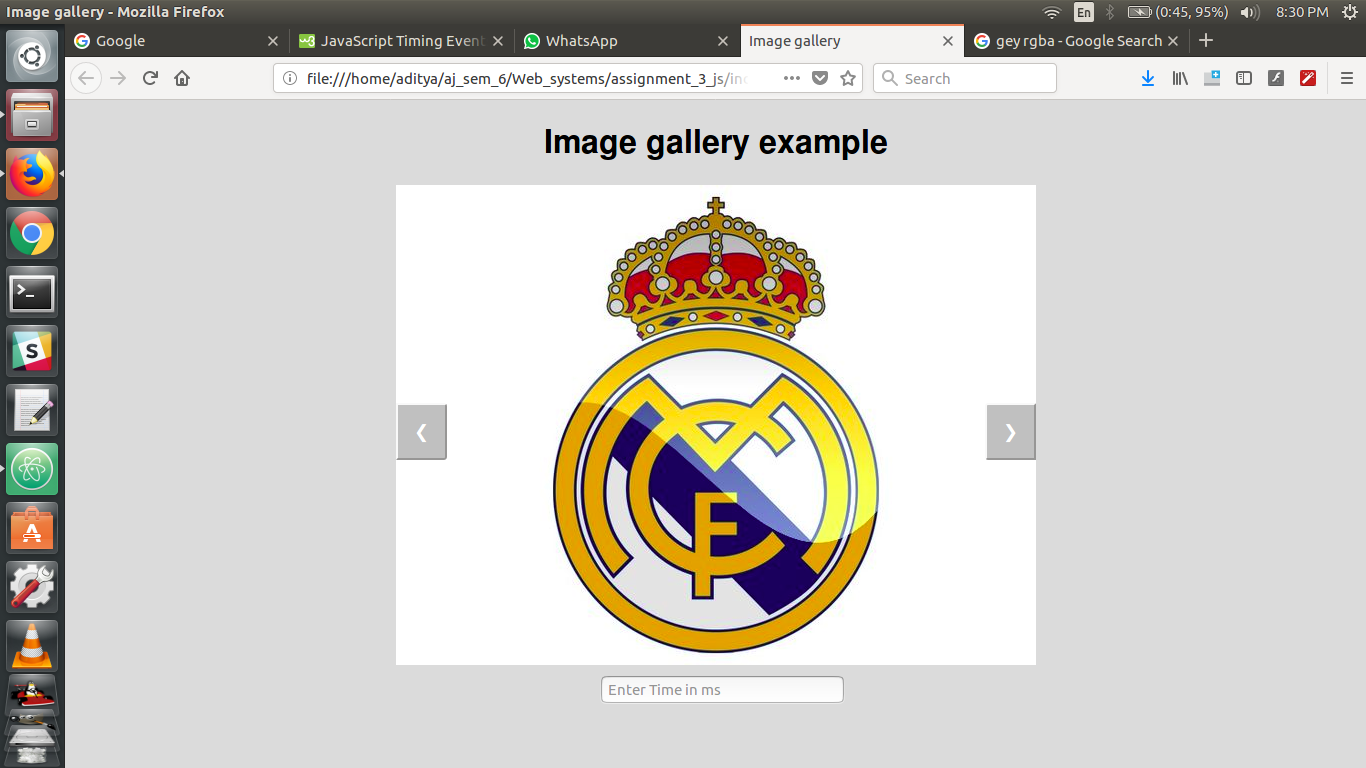 Image gallery - Mozilla Firefox
En
(0:45, 95%)
8:30 PM
Google
JavaScript Timing Event
WhatsApp
Image gallery
gey rgba - Google Search
file:///home/aditya/aj_sem_6/Web_systems/assignment_3_js/in
Search
Image gallery example
❮
❯
Enter Time in ms